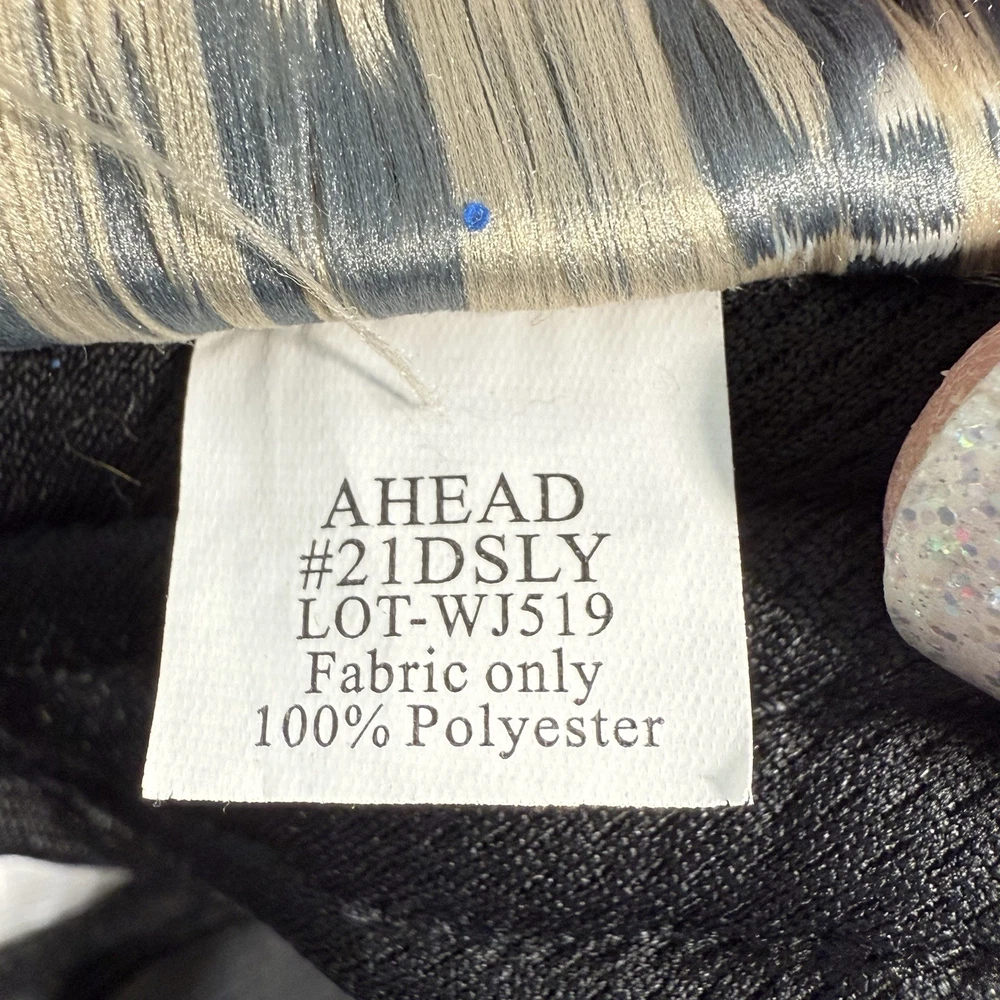 AHEAD
#21DSLY
LOT-WJ519
Fabric only
100% Polyester